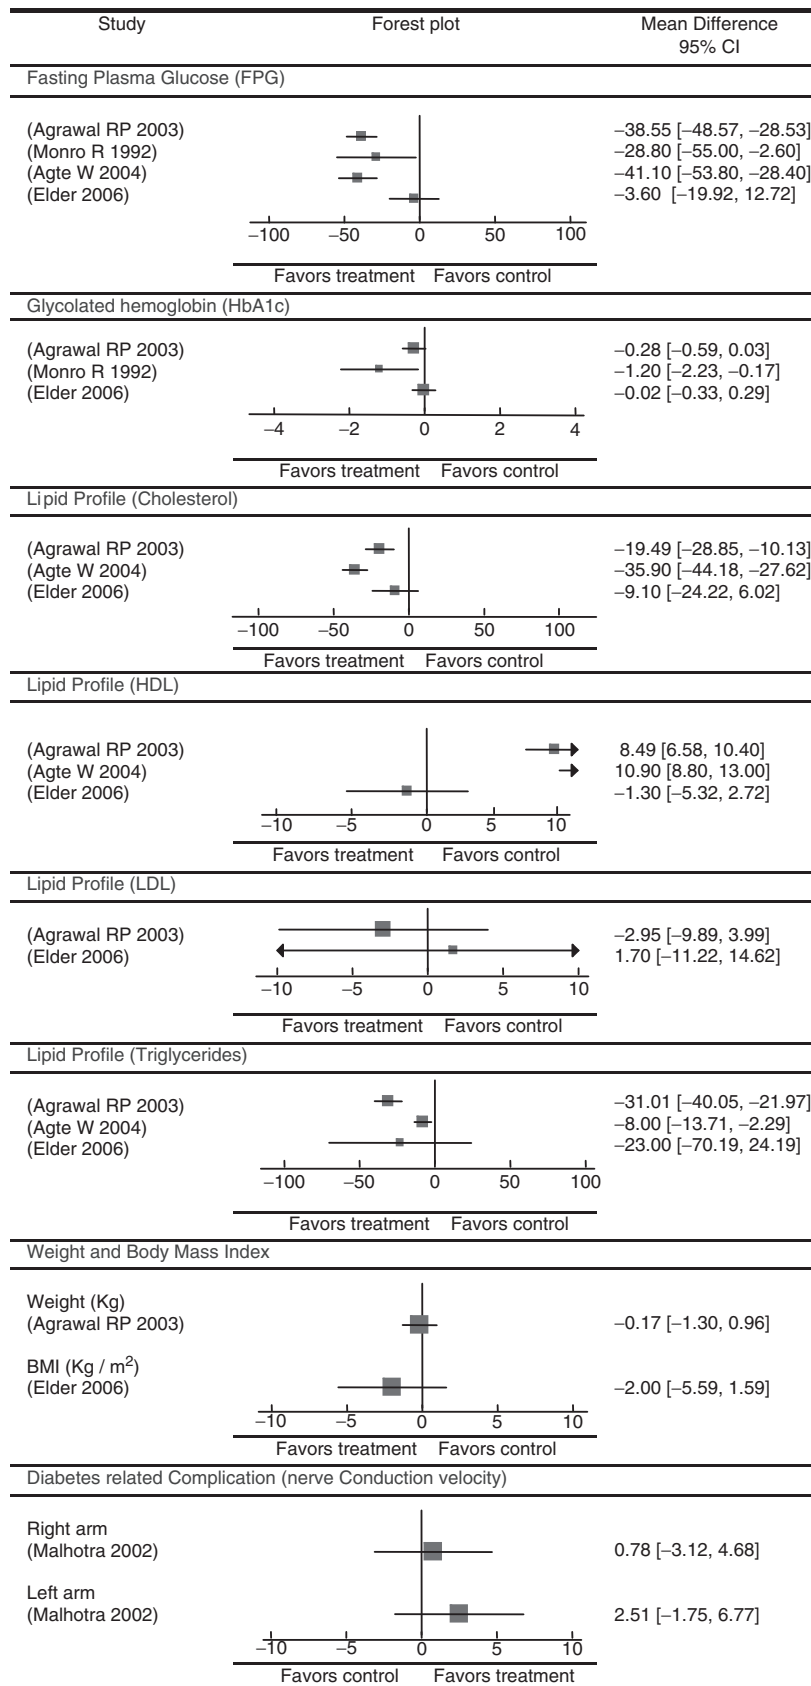 Study Forest plot Mean Difference
95% CI
Fasting Plasma Glucose (FPG)
(Agrawal RP 2003) −38.55 [−48.57, −28.53]
(Monro R 1992) −28.80 [−55.00, −2.60]
(Agte W 2004) −41.10 [−53.80, −28.40]
(Elder 2006) −3.60 [−19.92, 12.72]
−100 −50 0 50 100
Favors treatment Favors control
Glycolated hemoglobin (HbA1c)
(Agrawal RP 2003) −0.28 [−0.59, 0.03]
(Monro R 1992) −1.20 [−2.23, −0.17]
(Elder 2006) −0.02 [−0.33, 0.29]
−4 −2 0 2 4
Favors treatment Favors control
Lipid Profile (Cholesterol)
(Agrawal RP 2003) −19.49 [−28.85, −10.13]
(Agte W 2004) −35.90 [−44.18, −27.62]
(Elder 2006) −9.10 [−24.22, 6.02]
−100 −50 0 50 100
Favors treatment Favors control
Lipid Profile (HDL)
(Agrawal RP 2003) 8.49 [6.58, 10.40]
(Agte W 2004) 10.90 [8.80, 13.00]
(Elder 2006) −1.30 [−5.32, 2.72]
−10 −5 0 5 10
Favors treatment Favors control
Lipid Profile (LDL)
(Agrawal RP 2003) −2.95 [−9.89, 3.99]
(Elder 2006) 1.70 [−11.22, 14.62]
−10 −5 0 5 10
Favors treatment Favors control
Lipid Profile (Triglycerides)
(Agrawal RP 2003) −31.01 [−40.05, −21.97]
(Agte W 2004) −8.00 [−13.71, −2.29]
(Elder 2006) −23.00 [−70.19, 24.19]
−100 −50 0 50 100
Favors treatment Favors control
Weight and Body Mass Index
Weight (Kg)
(Agrawal RP 2003) −0.17 [−1.30, 0.96]
BMI (Kg / m²)
(Elder 2006) −2.00 [−5.59, 1.59]
−10 −5 0 5 10
Favors treatment Favors control
Diabetes related Complication (nerve Conduction velocity)
Right arm
(Malhotra 2002) 0.78 [−3.12, 4.68]
Left arm
(Malhotra 2002) 2.51 [−1.75, 6.77]
−10 −5 0 5 10
Favors control Favors treatment